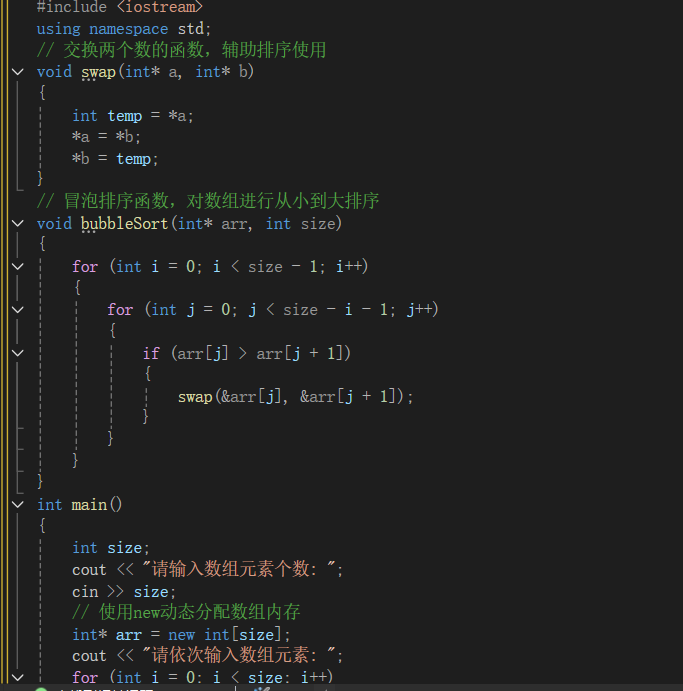 #include <iostream>
using namespace std;
// 交换两个数的函数，辅助排序使用
void swap(int* a, int* b)
{
    int temp = *a;
    *a = *b;
    *b = temp;
}
// 冒泡排序函数，对数组进行从小到大排序
void bubbleSort(int* arr, int size)
{
    for (int i = 0; i < size - 1; i++)
    {
        for (int j = 0; j < size - i - 1; j++)
        {
            if (arr[j] > arr[j + 1])
            {
                swap(&arr[j], &arr[j + 1]);
            }
        }
    }
}
int main()
{
    int size;
    cout << "请输入数组元素个数: ";
    cin >> size;
    // 使用new动态分配数组内存
    int* arr = new int[size];
    cout << "请依次输入数组元素: ";
    for (int i = 0; i < size; i++)